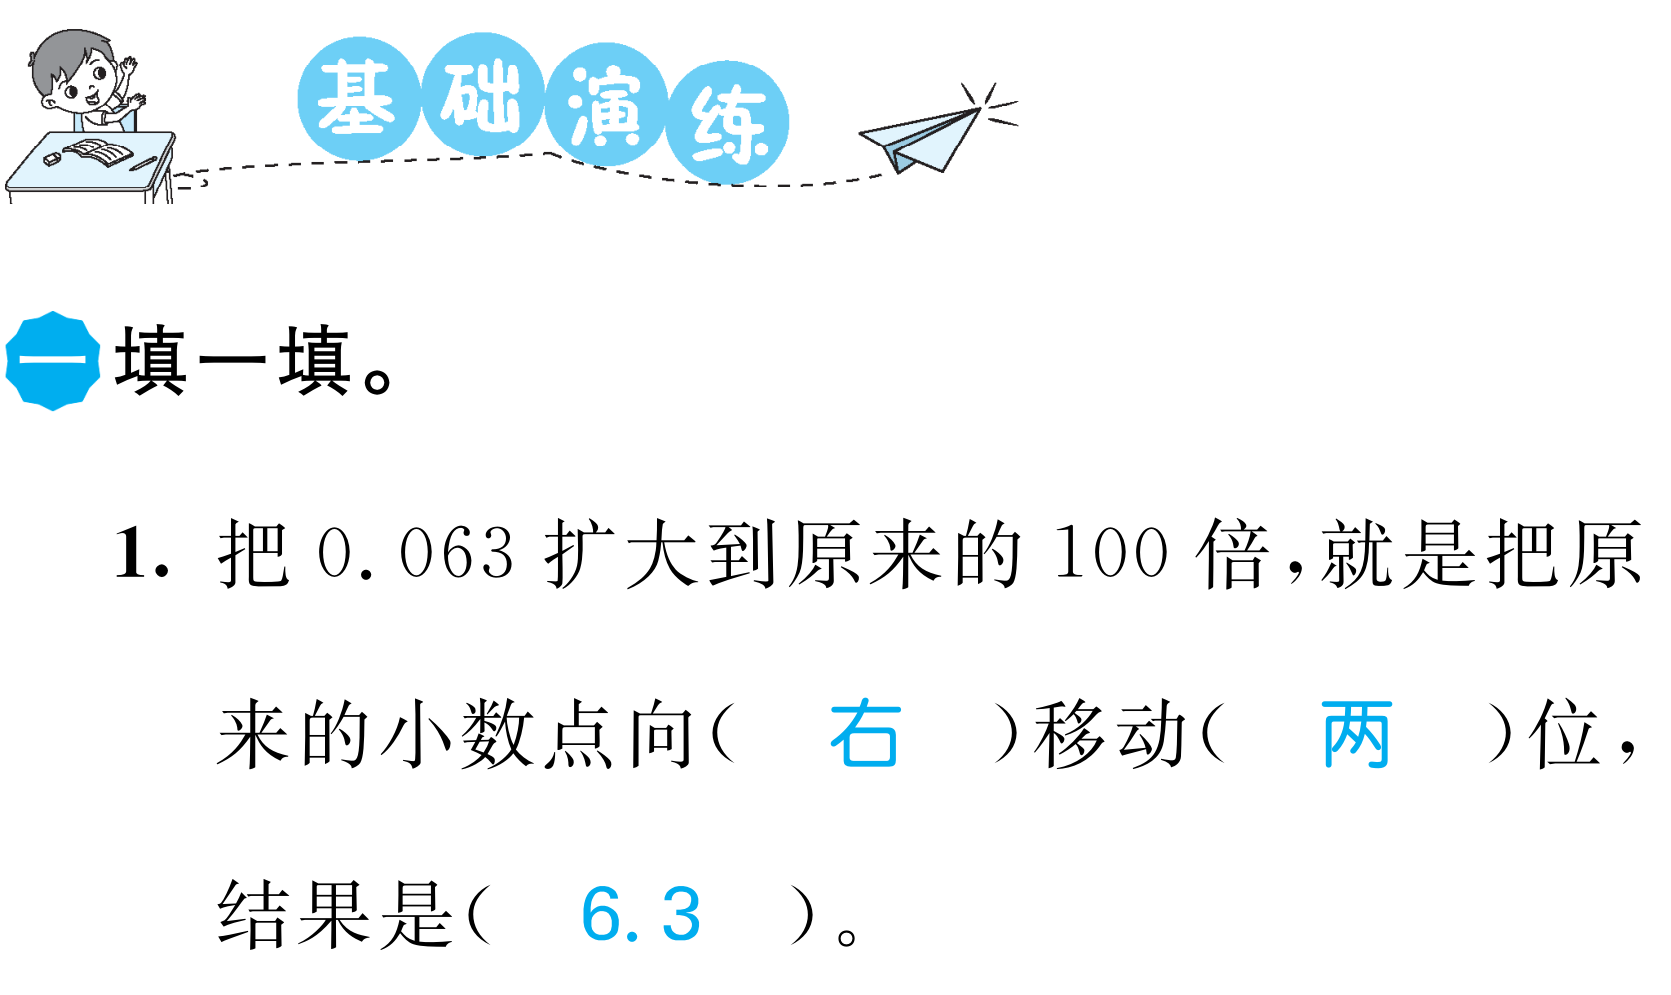 基础演练
一 填一填。
1. 把 0.063 扩大到原来的 100 倍,就是把原
来的小数点向( 右 )移动( 两 )位,
结果是( 6.3 )。